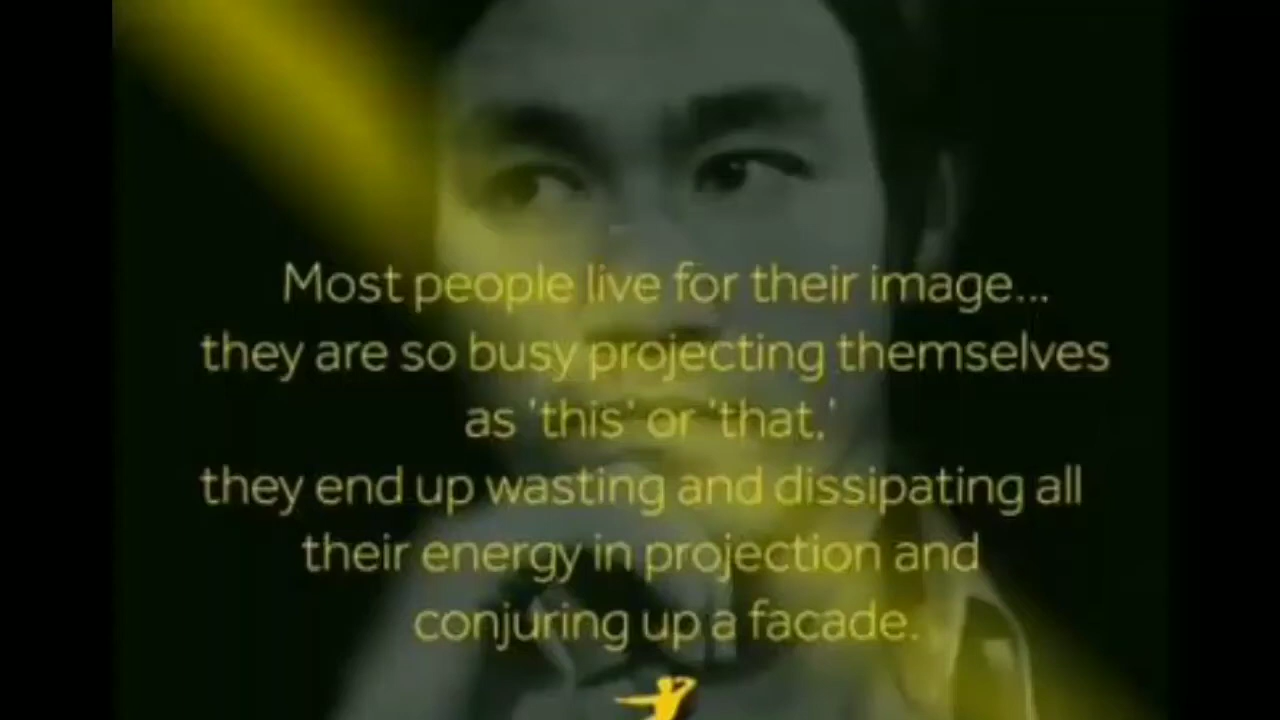 Most people live for their image...
they are so busy projecting themselves
as 'this' or 'that.'
they end up wasting and dissipating all
their energy in projection and
conjuring up a facade.